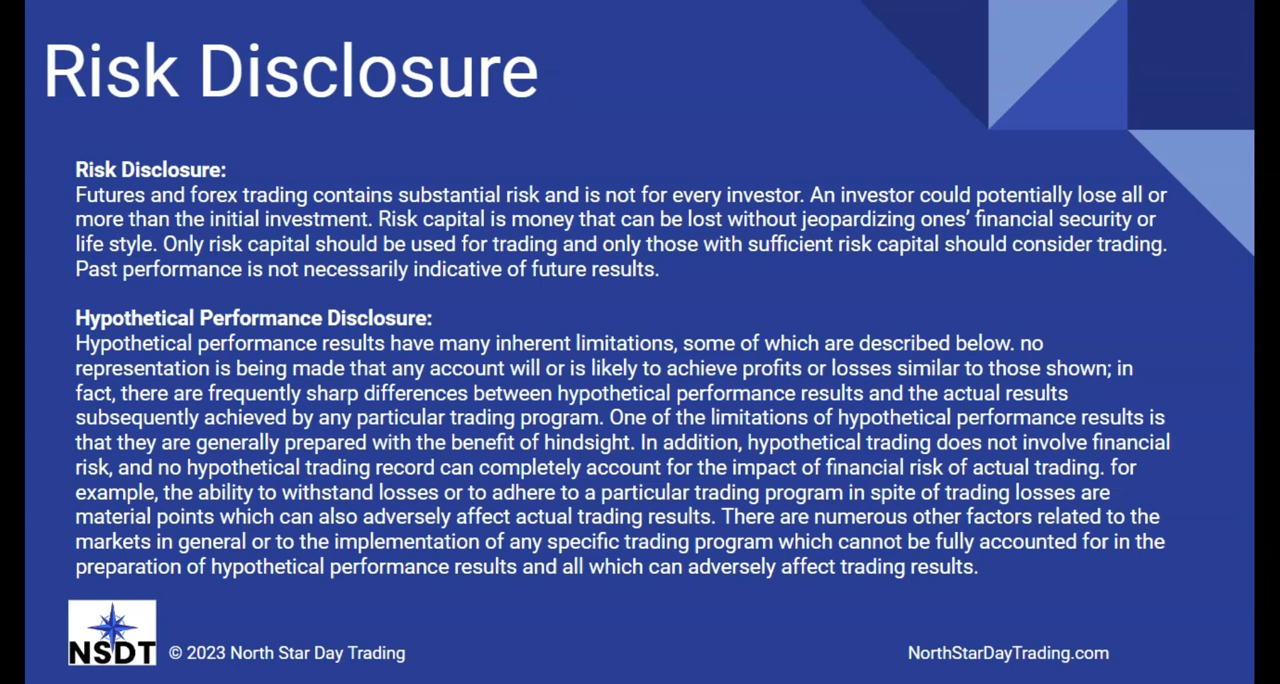 Risk Disclosure
Risk Disclosure:
Futures and forex trading contains substantial risk and is not for every investor. An investor could potentially lose all or
more than the initial investment. Risk capital is money that can be lost without jeopardizing ones’ financial security or
life style. Only risk capital should be used for trading and only those with sufficient risk capital should consider trading.
Past performance is not necessarily indicative of future results.
Hypothetical Performance Disclosure:
Hypothetical performance results have many inherent limitations, some of which are described below. no
representation is being made that any account will or is likely to achieve profits or losses similar to those shown; in
fact, there are frequently sharp differences between hypothetical performance results and the actual results
subsequently achieved by any particular trading program. One of the limitations of hypothetical performance results is
that they are generally prepared with the benefit of hindsight. In addition, hypothetical trading does not involve financial
risk, and no hypothetical trading record can completely account for the impact of financial risk of actual trading. for
example, the ability to withstand losses or to adhere to a particular trading program in spite of trading losses are
material points which can also adversely affect actual trading results. There are numerous other factors related to the
markets in general or to the implementation of any specific trading program which cannot be fully accounted for in the
preparation of hypothetical performance results and all which can adversely affect trading results.
NSDT
© 2023 North Star Day Trading
NorthStarDayTrading.com